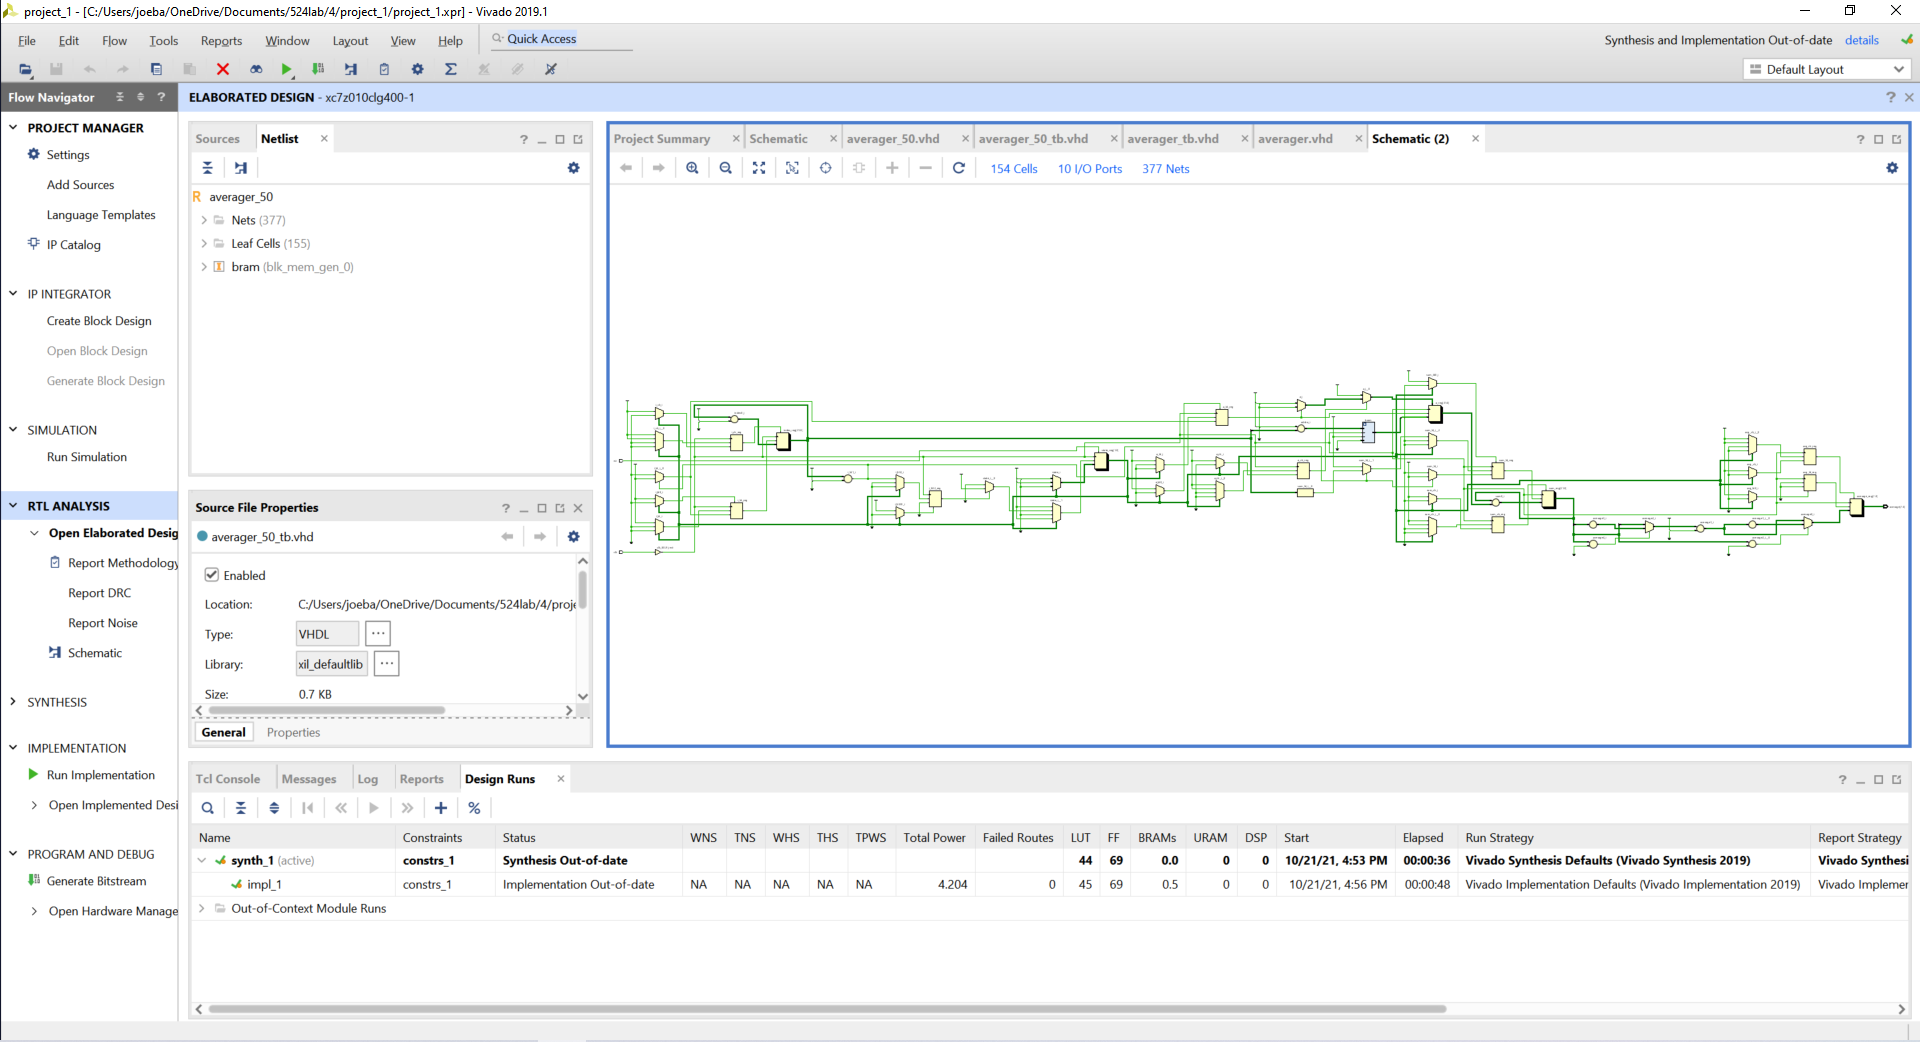 project_1 - [C:/Users/joeba/OneDrive/Documents/524lab/4/project_1/project_1.xpr] - Vivado 2019.1
File Edit Flow Tools Reports Window Layout View Help Quick Access
Synthesis and Implementation Out-of-date details
Default Layout
Flow Navigator
ELABORATED DESIGN - xc7z010clg400-1
PROJECT MANAGER
Settings
Add Sources
Language Templates
IP Catalog
IP INTEGRATOR
Create Block Design
Open Block Design
Generate Block Design
SIMULATION
Run Simulation
RTL ANALYSIS
Open Elaborated Desig
Report Methodology
Report DRC
Report Noise
Schematic
SYNTHESIS
IMPLEMENTATION
Run Implementation
Open Implemented Desi
PROGRAM AND DEBUG
Generate Bitstream
Open Hardware Manage
Sources Netlist
averager_50
Nets (377)
Leaf Cells (155)
bram (blk_mem_gen_0)
Source File Properties
averager_50_tb.vhd
Enabled
Location: C:/Users/joeba/OneDrive/Documents/524lab/4/proje
Type: VHDL
Library: xil_defaultlib
Size: 0.7 KB
General Properties
Project Summary Schematic averager_50.vhd averager_50_tb.vhd averager_tb.vhd averager.vhd Schematic (2)
154 Cells 10 I/O Ports 377 Nets
Tcl Console Messages Log Reports Design Runs
Name Constraints Status WNS TNS WHS THS TPWS Total Power Failed Routes LUT FF BRAMs URAM DSP Start Elapsed Run Strategy Report Strategy
synth_1 (active) constrs_1 Synthesis Out-of-date 44 69 0.0 0 0 10/21/21, 4:53 PM 00:00:36 Vivado Synthesis Defaults (Vivado Synthesis 2019) Vivado Synthesi
impl_1 constrs_1 Implementation Out-of-date NA NA NA NA NA 4.204 0 45 69 0.5 0 0 10/21/21, 4:56 PM 00:00:48 Vivado Implementation Defaults (Vivado Implementation 2019) Vivado Implemer
Out-of-Context Module Runs